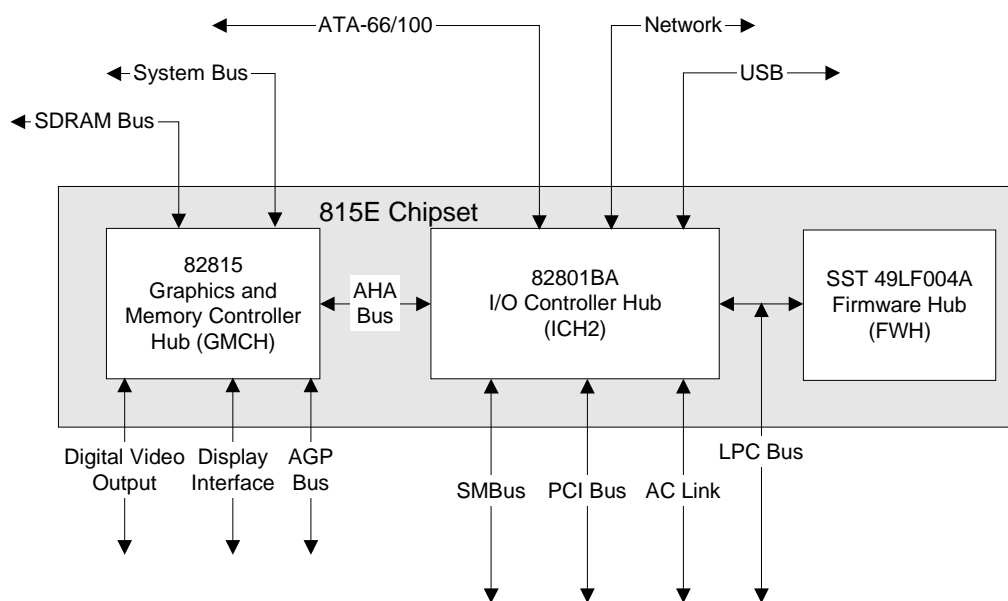 ATA-66/100
Network
System Bus
USB
SDRAM Bus
815E Chipset
82815
Graphics and
Memory Controller
Hub (GMCH)
AHA
Bus
82801BA
I/O Controller Hub
(ICH2)
SST 49LF004A
Firmware Hub
(FWH)
Digital Video
Output
Display
Interface
AGP
Bus
SMBus
PCI Bus
AC Link
LPC Bus